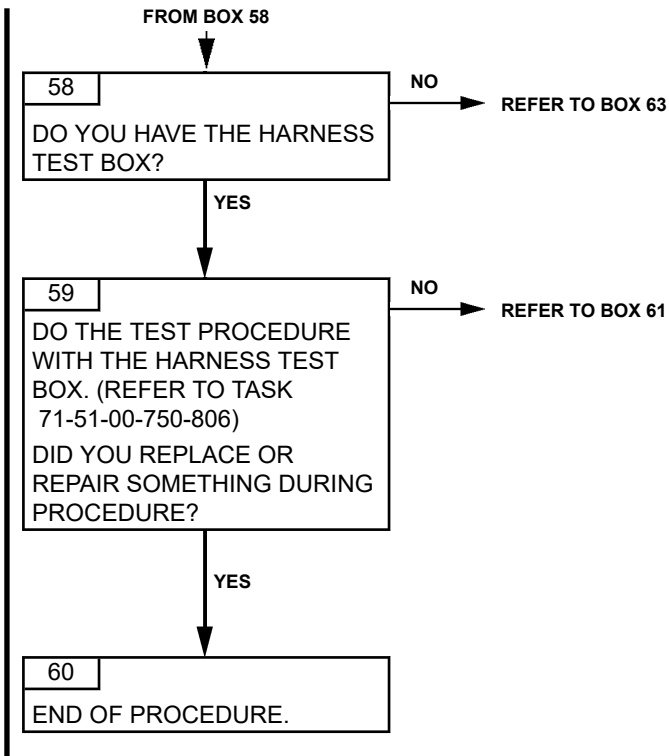 FROM BOX 58
58
NO
REFER TO BOX 63
DO YOU HAVE THE HARNESS
TEST BOX?
YES
59
NO
REFER TO BOX 61
DO THE TEST PROCEDURE
WITH THE HARNESS TEST
BOX. (REFER TO TASK
71-51-00-750-806)
DID YOU REPLACE OR
REPAIR SOMETHING DURING
PROCEDURE?
YES
60
END OF PROCEDURE.